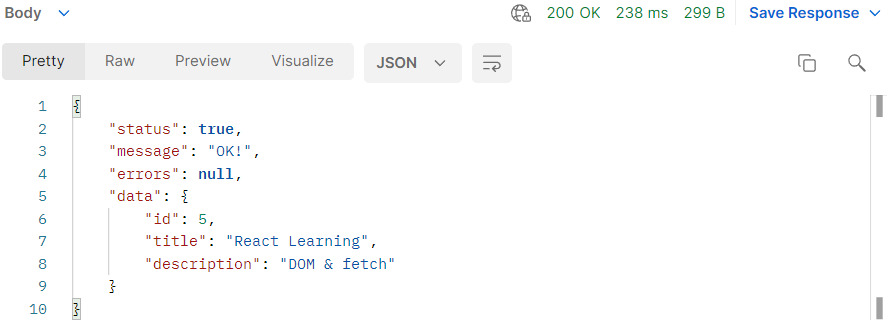 Body 200 OK 238 ms 299 B Save Response
Pretty Raw Preview Visualize JSON
1 {
2 "status": true,
3 "message": "OK!",
4 "errors": null,
5 "data": {
6 "id": 5,
7 "title": "React Learning",
8 "description": "DOM & fetch"
9 }
10 }